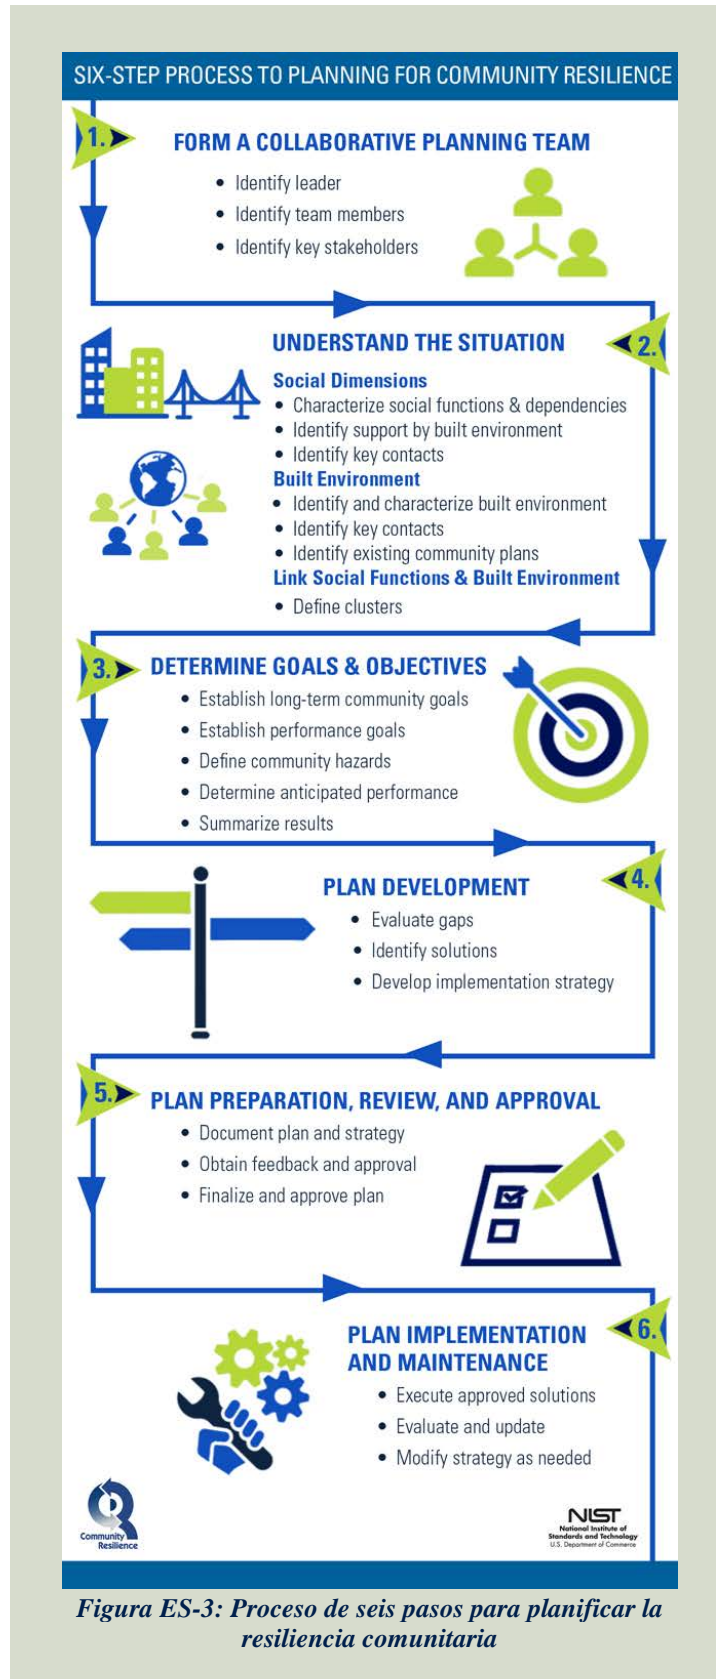 SIX-STEP PROCESS TO PLANNING FOR COMMUNITY RESILIENCE
1.
FORM A COLLABORATIVE PLANNING TEAM
• Identify leader
• Identify team members
• Identify key stakeholders
2.
UNDERSTAND THE SITUATION
Social Dimensions
• Characterize social functions & dependencies
• Identify support by built environment
• Identify key contacts
Built Environment
• Identify and characterize built environment
• Identify key contacts
• Identify existing community plans
Link Social Functions & Built Environment
• Define clusters
3.
DETERMINE GOALS & OBJECTIVES
• Establish long-term community goals
• Establish performance goals
• Define community hazards
• Determine anticipated performance
• Summarize results
4.
PLAN DEVELOPMENT
• Evaluate gaps
• Identify solutions
• Develop implementation strategy
5.
PLAN PREPARATION, REVIEW, AND APPROVAL
• Document plan and strategy
• Obtain feedback and approval
• Finalize and approve plan
6.
PLAN IMPLEMENTATION
AND MAINTENANCE
• Execute approved solutions
• Evaluate and update
• Modify strategy as needed
Community
Resilience
NIST
National Institute of
Standards and Technology
U.S. Department of Commerce
Figura ES-3: Proceso de seis pasos para planificar la
resiliencia comunitaria